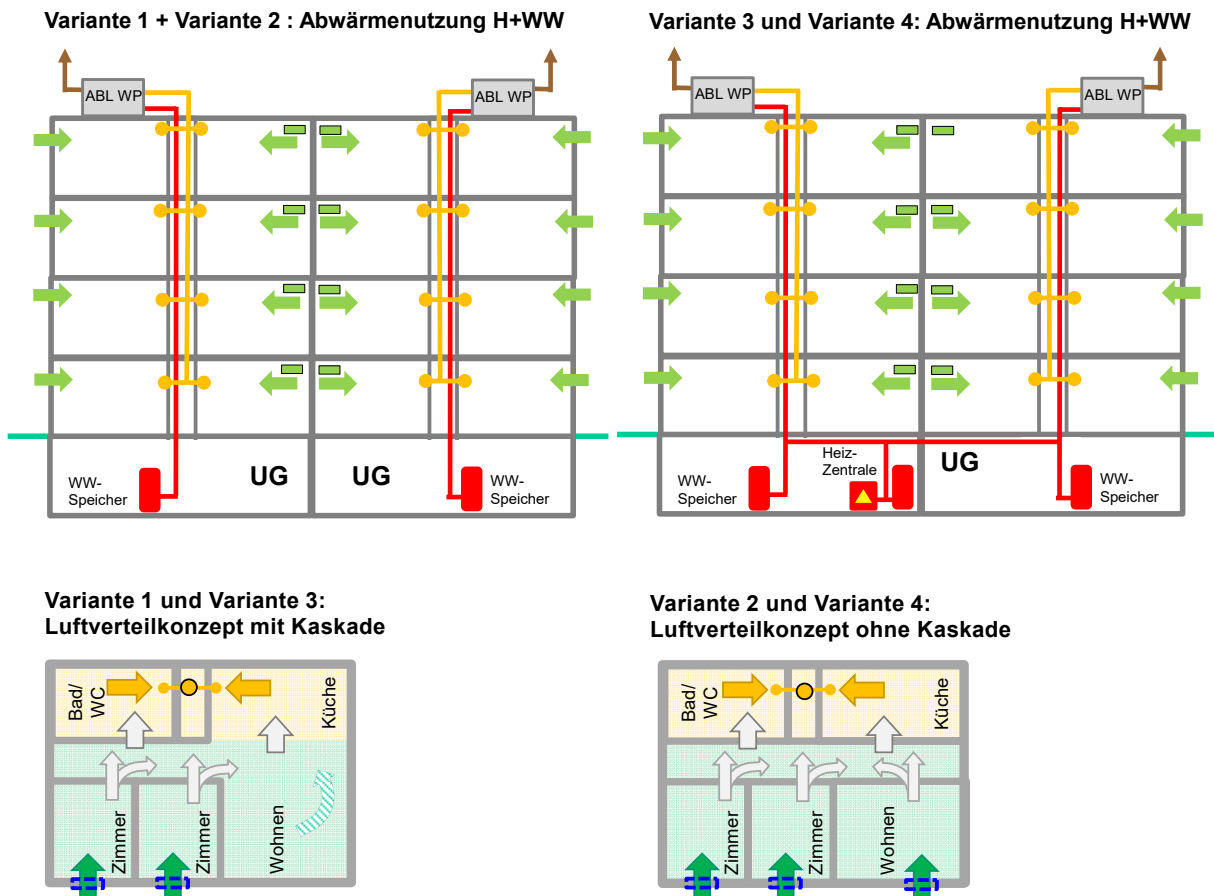 Variante 1 + Variante 2 : Abwärmenutzung H+WW
ABL WP
ABL WP
WW-
Speicher
UG
UG
WW-
Speicher
Variante 3 und Variante 4: Abwärmenutzung H+WW
ABL WP
ABL WP
WW-
Speicher
Heiz-
Zentrale
UG
WW-
Speicher
Variante 1 und Variante 3:
Luftverteilkonzept mit Kaskade
Bad/
WC
Küche
Zimmer
Zimmer
Wohnen
Variante 2 und Variante 4:
Luftverteilkonzept ohne Kaskade
Bad/
WC
Küche
Zimmer
Zimmer
Wohnen